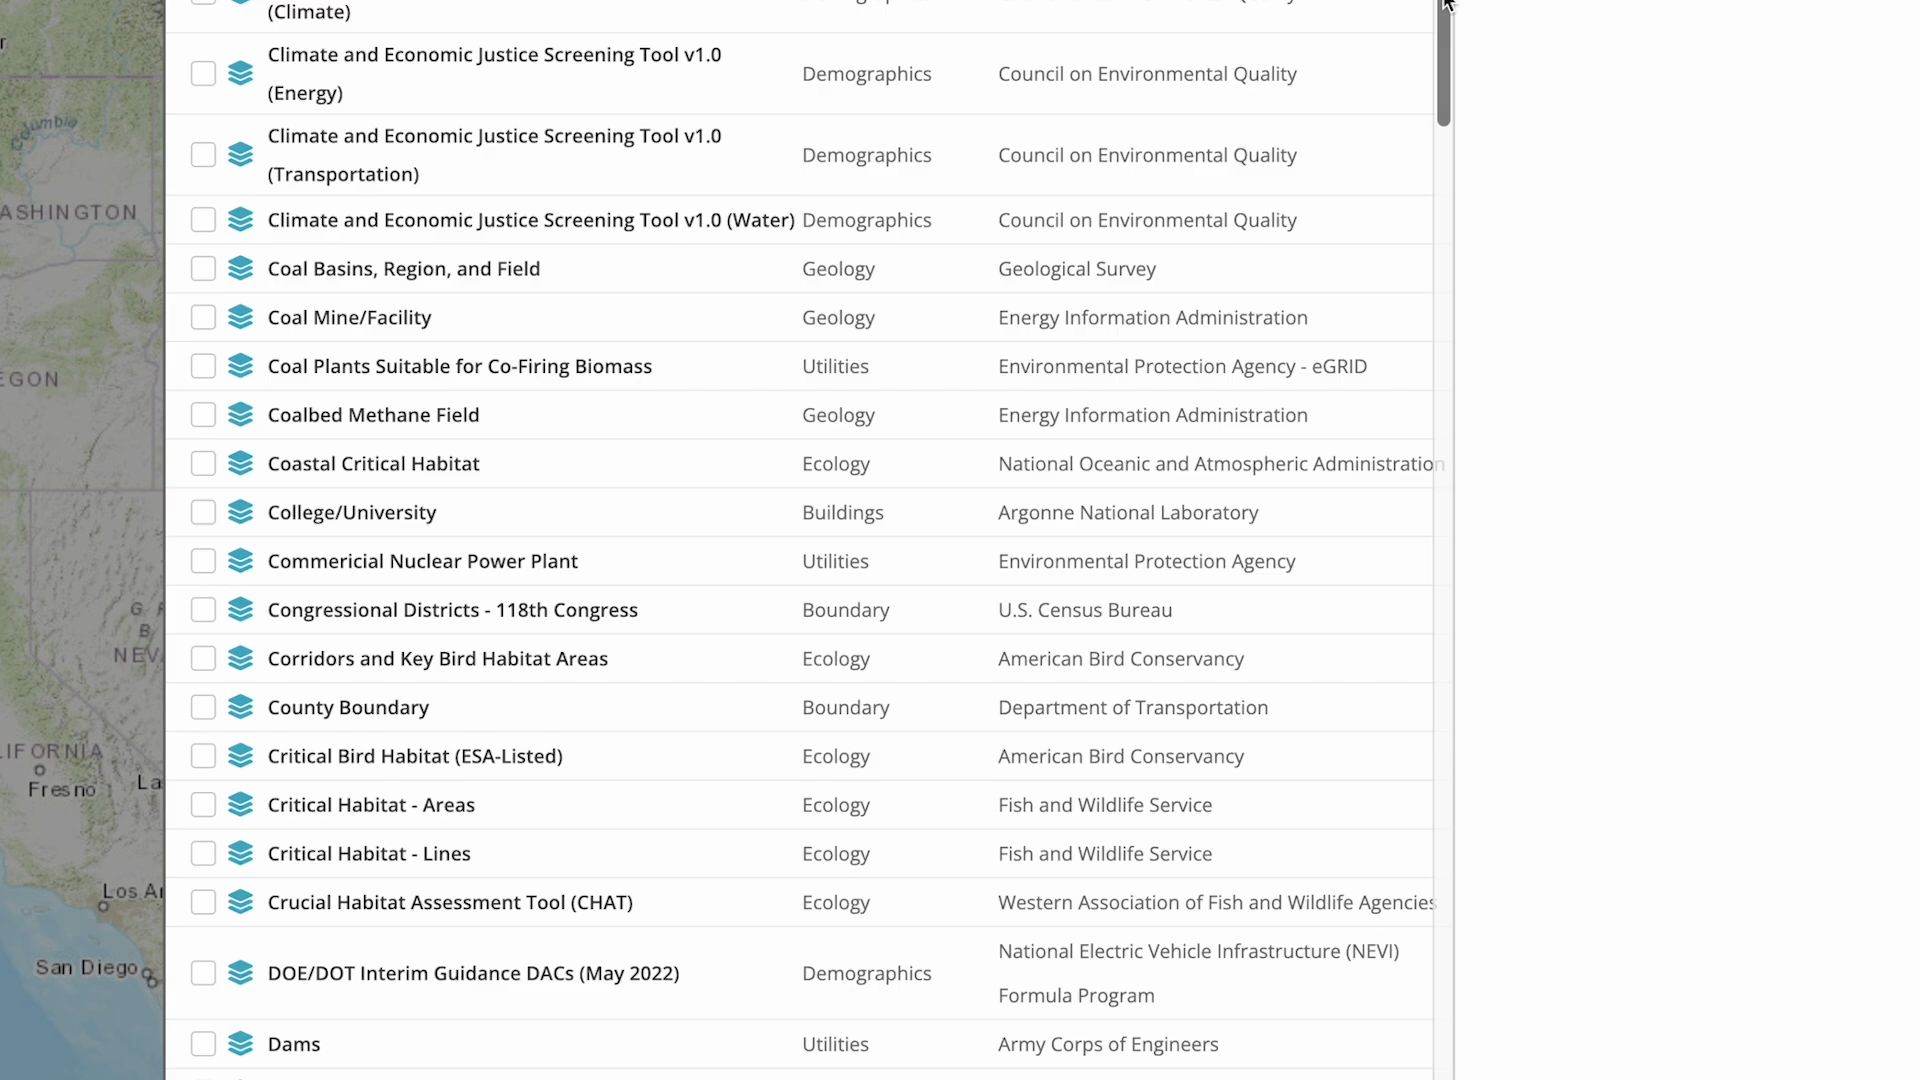 (Climate)
Climate and Economic Justice Screening Tool v1.0
(Energy)
Demographics
Council on Environmental Quality
Climate and Economic Justice Screening Tool v1.0
(Transportation)
Demographics
Council on Environmental Quality
Climate and Economic Justice Screening Tool v1.0 (Water) Demographics Council on Environmental Quality
Coal Basins, Region, and Field Geology Geological Survey
Coal Mine/Facility Geology Energy Information Administration
Coal Plants Suitable for Co-Firing Biomass Utilities Environmental Protection Agency - eGRID
Coalbed Methane Field Geology Energy Information Administration
Coastal Critical Habitat Ecology National Oceanic and Atmospheric Administration
College/University Buildings Argonne National Laboratory
Commericial Nuclear Power Plant Utilities Environmental Protection Agency
Congressional Districts - 118th Congress Boundary U.S. Census Bureau
Corridors and Key Bird Habitat Areas Ecology American Bird Conservancy
County Boundary Boundary Department of Transportation
Critical Bird Habitat (ESA-Listed) Ecology American Bird Conservancy
Critical Habitat - Areas Ecology Fish and Wildlife Service
Critical Habitat - Lines Ecology Fish and Wildlife Service
Crucial Habitat Assessment Tool (CHAT) Ecology Western Association of Fish and Wildlife Agencies
DOE/DOT Interim Guidance DACs (May 2022) Demographics
National Electric Vehicle Infrastructure (NEVI)
Formula Program
Dams Utilities Army Corps of Engineers
Columbia
ASHINGTON
EGON
G
B
NEV
LIFORNIA
Fresno
La
Los
San Diego